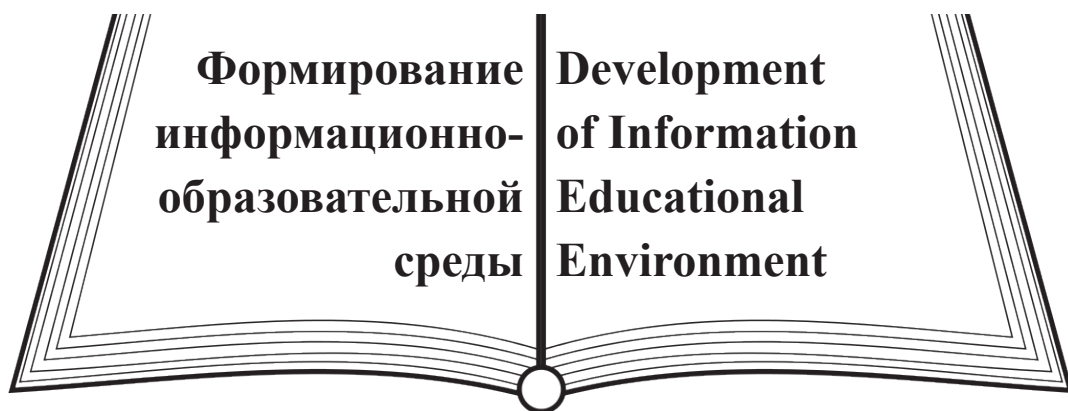 Формирование
информационно-
образовательной
среды
Development
of Information
Educational
Environment